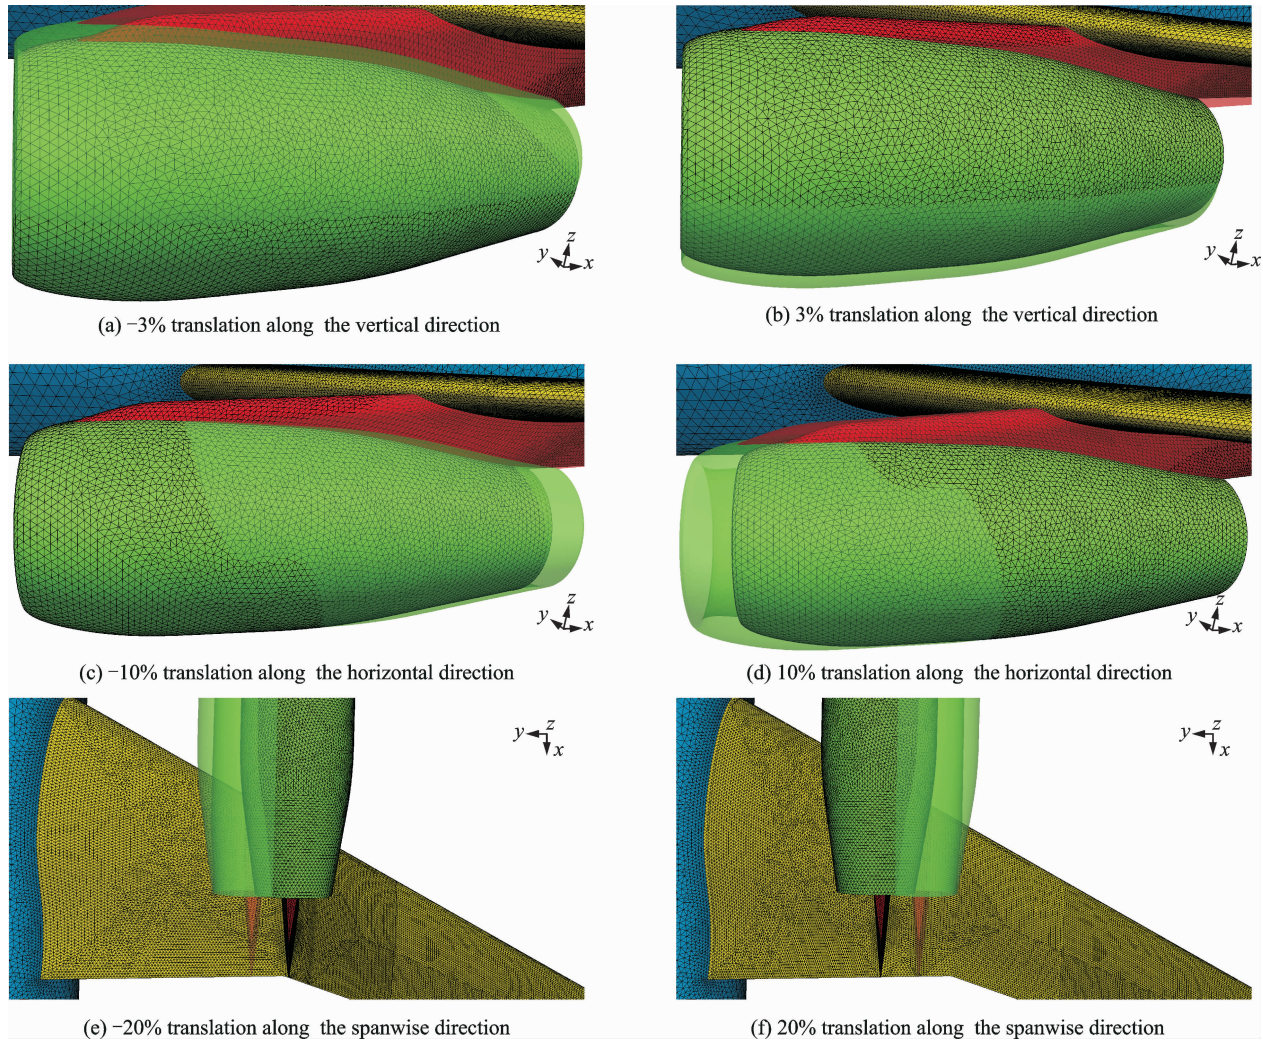 z
y
x
z
y
x
(a) −3% translation along the vertical direction
(b) 3% translation along the vertical direction
z
y
x
z
y
x
(c) −10% translation along the horizontal direction
(d) 10% translation along the horizontal direction
y z
x
y z
x
(e) −20% translation along the spanwise direction
(f) 20% translation along the spanwise direction